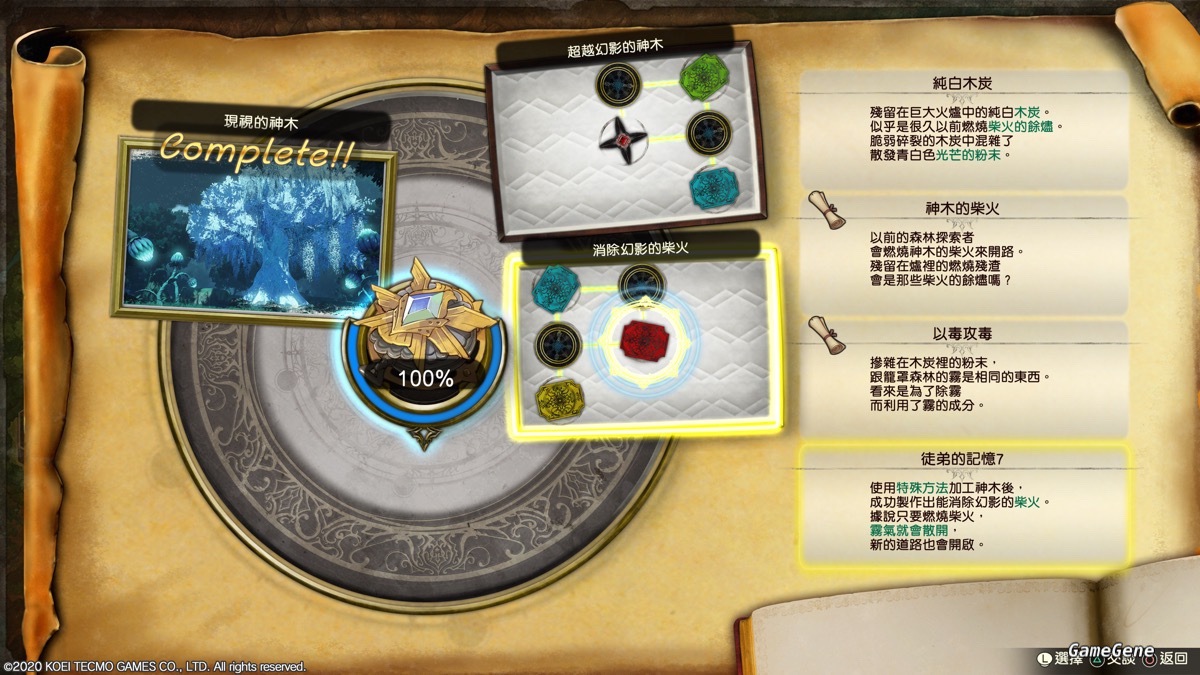 現視的神木
Complete!!
100%
超越幻影的神木
消除幻影的柴火
純白木炭
殘留在巨大火爐中的純白木炭。
似乎是很久以前燃燒柴火的餘燼。
脆弱碎裂的木炭中混雜了
散發青白色光芒的粉末。
神木的柴火
以前的森林探索者
會燃燒神木的柴火來開路。
殘留在爐裡的燃燒殘渣
會是那些柴火的餘燼嗎？
以毒攻毒
摻雜在木炭裡的粉末，
跟籠罩森林的霧是相同的東西。
看來是為了除霧
而利用了霧的成分。
徒弟的記憶7
使用特殊方法加工神木後，
成功製作出能消除幻影的柴火。
據說只要燃燒柴火，
霧氣就會散開，
新的道路也會開啟。
©2020 KOEI TECMO GAMES CO., LTD. All rights reserved.
GameGene
L選擇 △交談 ○返回